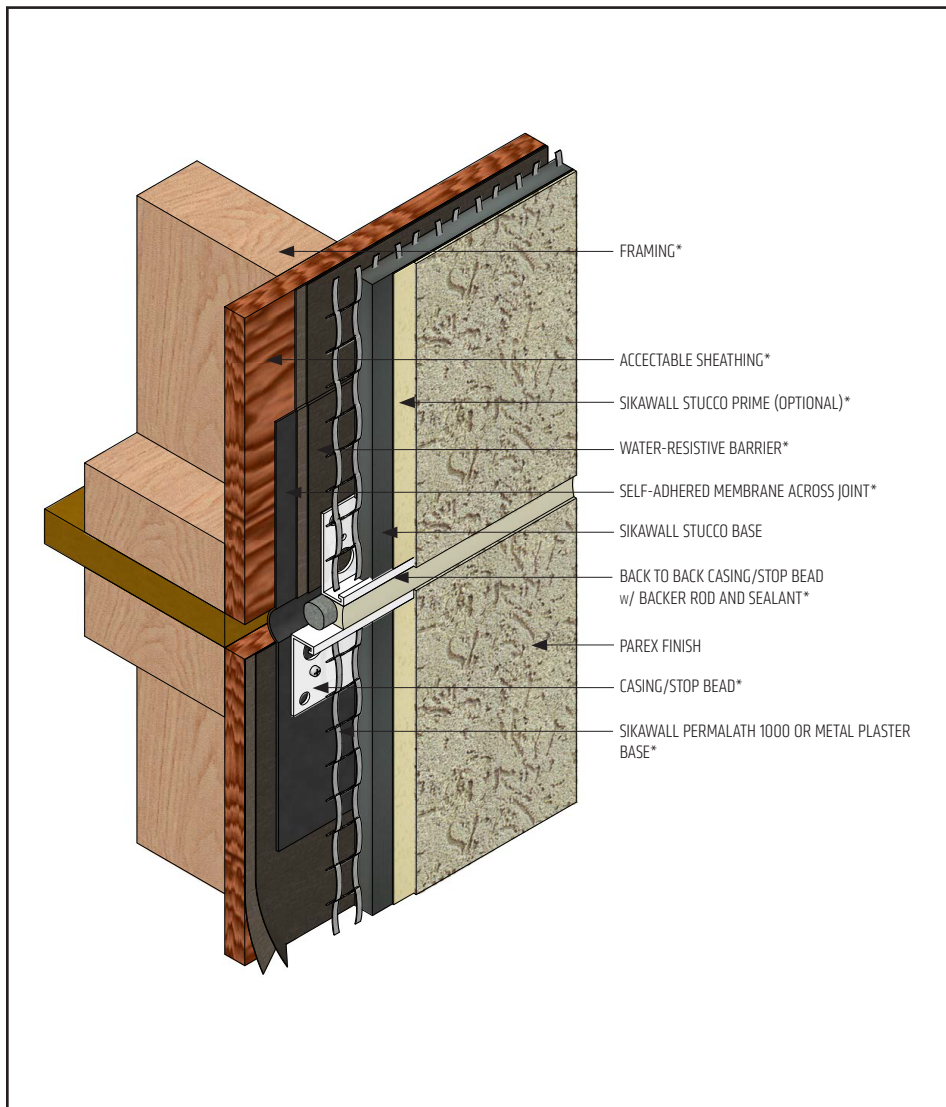 FRAMING*
ACCECTABLE SHEATHING*
SIKAWALL STUCCO PRIME (OPTIONAL)*
WATER-RESISTIVE BARRIER*
SELF-ADHERED MEMBRANE ACROSS JOINT*
SIKAWALL STUCCO BASE
BACK TO BACK CASING/STOP BEAD
w/ BACKER ROD AND SEALANT*
PAREX FINISH
CASING/STOP BEAD*
SIKAWALL PERMALATH 1000 OR METAL PLASTER
BASE*